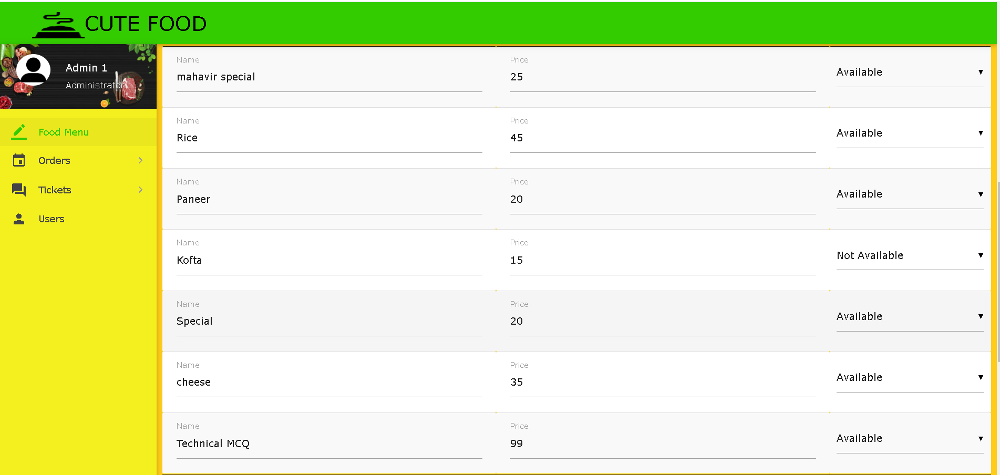 CUTE FOOD
Admin 1
Administrator
Food Menu
Orders
Tickets
Users
Name
Price
mahavir special
25
Available
Name
Price
Rice
45
Available
Name
Price
Paneer
20
Available
Name
Price
Kofta
15
Not Available
Name
Price
Special
20
Available
Name
Price
cheese
35
Available
Name
Price
Technical MCQ
99
Available